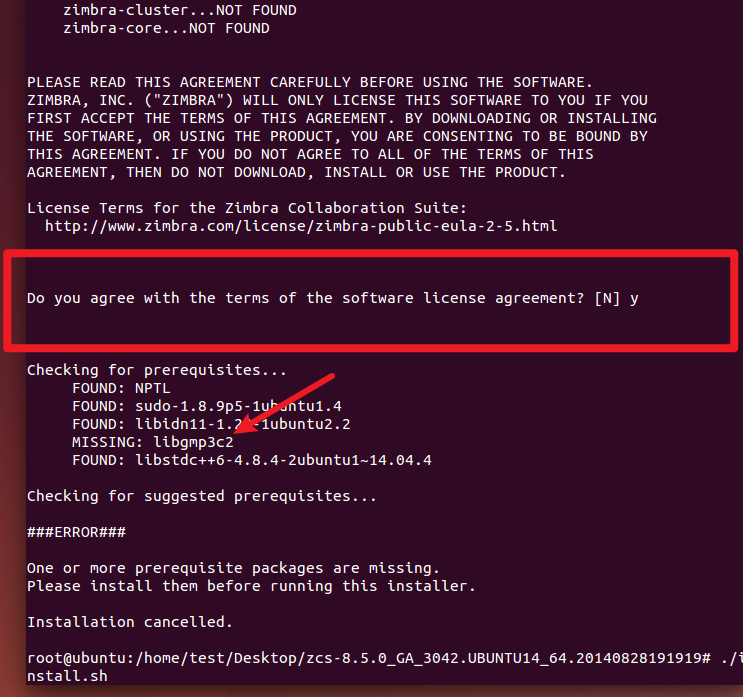 zimbra-cluster...NOT FOUND
zimbra-core...NOT FOUND
PLEASE READ THIS AGREEMENT CAREFULLY BEFORE USING THE SOFTWARE.
ZIMBRA, INC. ("ZIMBRA") WILL ONLY LICENSE THIS SOFTWARE TO YOU IF YOU
FIRST ACCEPT THE TERMS OF THIS AGREEMENT. BY DOWNLOADING OR INSTALLING
THE SOFTWARE, OR USING THE PRODUCT, YOU ARE CONSENTING TO BE BOUND BY
THIS AGREEMENT. IF YOU DO NOT AGREE TO ALL OF THE TERMS OF THIS
AGREEMENT, THEN DO NOT DOWNLOAD, INSTALL OR USE THE PRODUCT.
License Terms for the Zimbra Collaboration Suite:
http://www.zimbra.com/license/zimbra-public-eula-2-5.html
Do you agree with the terms of the software license agreement? [N] y
Checking for prerequisites...
FOUND: NPTL
FOUND: sudo-1.8.9p5-1ubuntu1.4
FOUND: libidn11-1.28-1ubuntu2.2
MISSING: libgmp3c2
FOUND: libstdc++6-4.8.4-2ubuntu1~14.04.4
Checking for suggested prerequisites...
###ERROR###
One or more prerequisite packages are missing.
Please install them before running this installer.
Installation cancelled.
root@ubuntu:/home/test/Desktop/zcs-8.5.0_GA_3042.UBUNTU14_64.20140828191919# ./i
nstall.sh